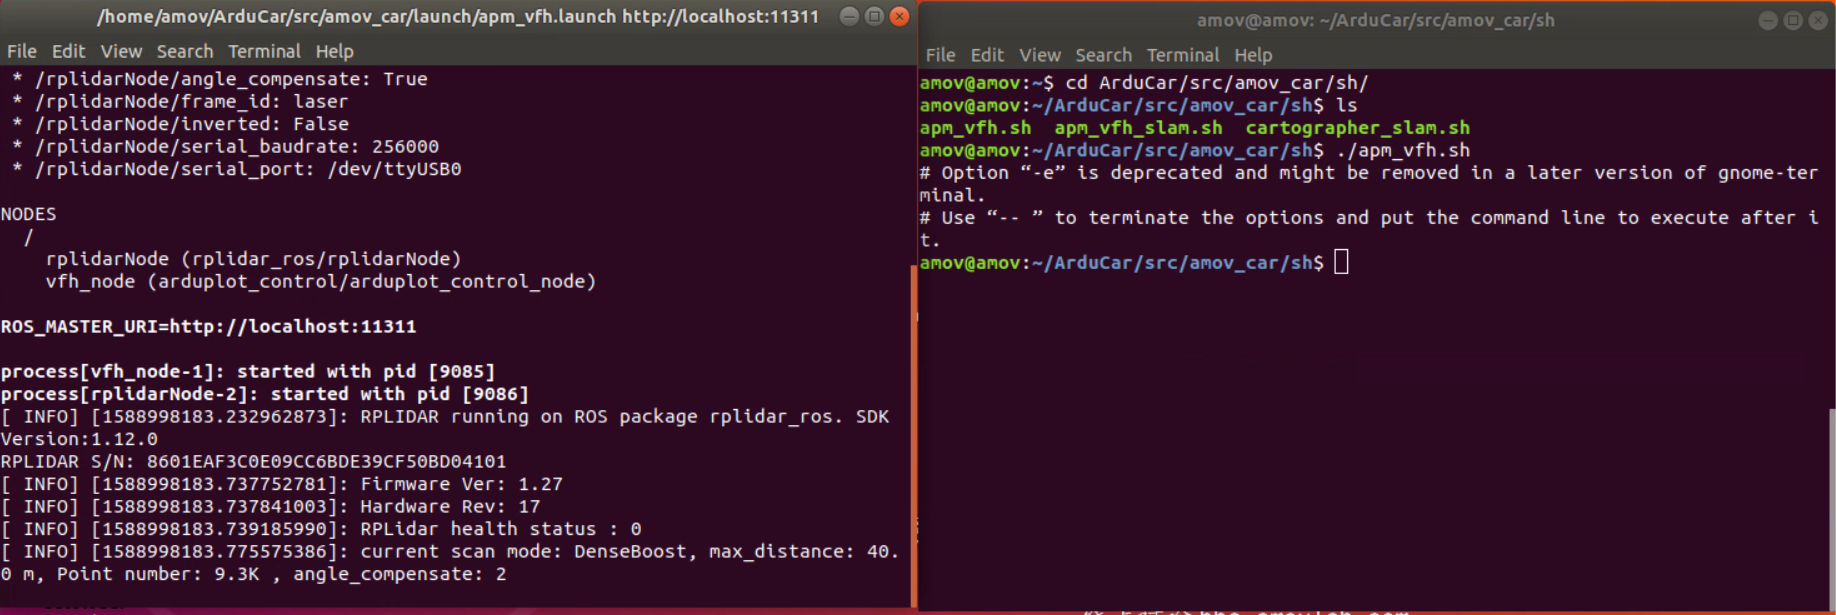 /home/amov/ArduCar/src/amov_car/launch/apm_vfh.launch http://localhost:11311
File Edit View Search Terminal Help
* /rplidarNode/angle_compensate: True
* /rplidarNode/frame_id: laser
* /rplidarNode/inverted: False
* /rplidarNode/serial_baudrate: 256000
* /rplidarNode/serial_port: /dev/ttyUSB0
NODES
/
rplidarNode (rplidar_ros/rplidarNode)
vfh_node (arduplot_control/arduplot_control_node)
ROS_MASTER_URI=http://localhost:11311
process[vfh_node-1]: started with pid [9085]
process[rplidarNode-2]: started with pid [9086]
[ INFO] [1588998183.232962873]: RPLIDAR running on ROS package rplidar_ros. SDK
Version:1.12.0
RPLIDAR S/N: 8601EAF3C0E09CC6BDE39CF50BD04101
[ INFO] [1588998183.737752781]: Firmware Ver: 1.27
[ INFO] [1588998183.737841003]: Hardware Rev: 17
[ INFO] [1588998183.739185990]: RPLidar health status : 0
[ INFO] [1588998183.775575386]: current scan mode: DenseBoost, max_distance: 40.
0 m, Point number: 9.3K , angle_compensate: 2
amov@amov: ~/ArduCar/src/amov_car/sh
File Edit View Search Terminal Help
amov@amov:~$ cd ArduCar/src/amov_car/sh/
amov@amov:~/ArduCar/src/amov_car/sh$ ls
apm_vfh.sh apm_vfh_slam.sh cartographer_slam.sh
amov@amov:~/ArduCar/src/amov_car/sh$ ./apm_vfh.sh
# Option “-e” is deprecated and might be removed in a later version of gnome-ter
minal.
# Use “-- ” to terminate the options and put the command line to execute after i
t.
amov@amov:~/ArduCar/src/amov_car/sh$